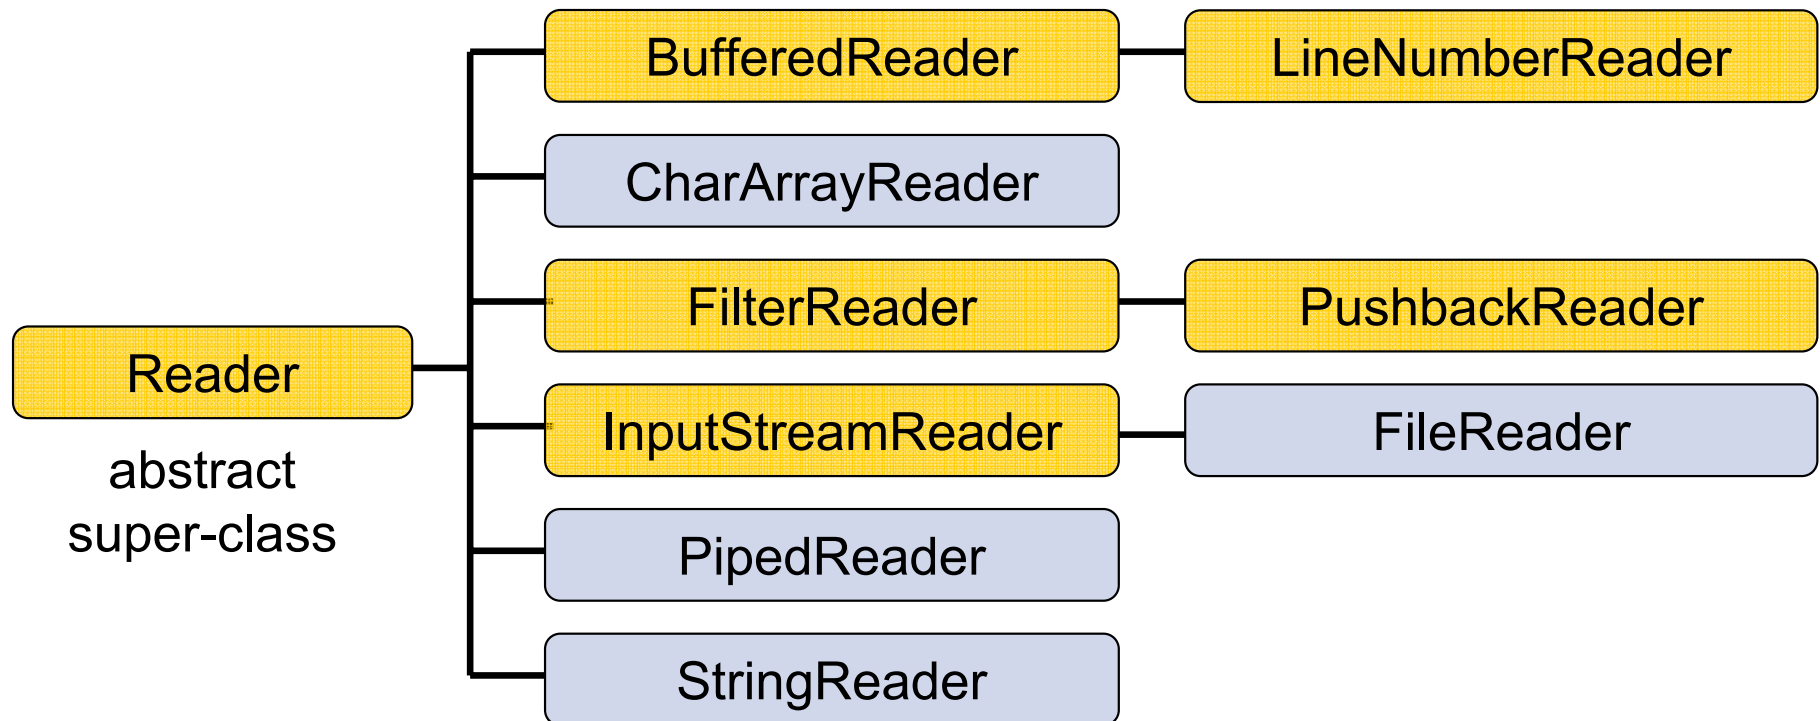 BufferedReader
LineNumberReader
CharArrayReader
FilterReader
PushbackReader
Reader
abstract
super-class
InputStreamReader
FileReader
PipedReader
StringReader